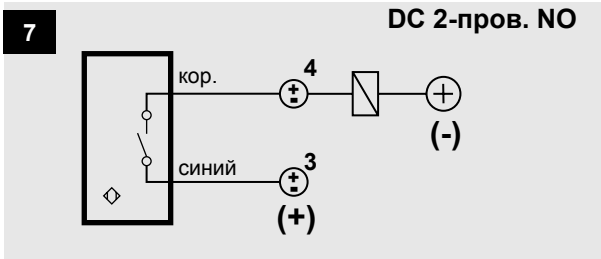 7
DC 2-пров. NO
кор.
4
(-)
синий
3
(+)